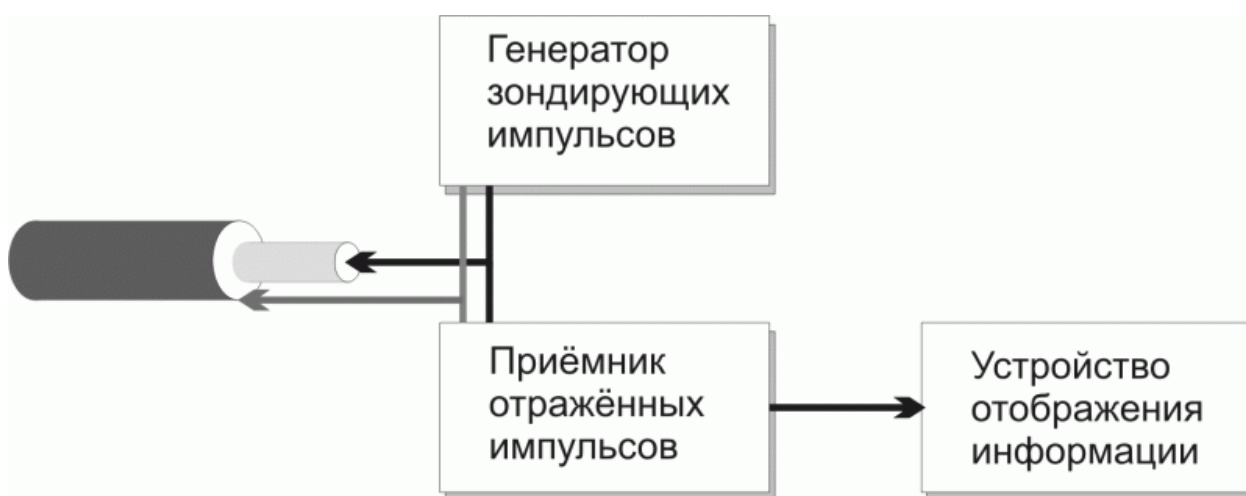 Генератор
зондирующих
импульсов
Приёмник
отражённых
импульсов
Устройство
отображения
информации